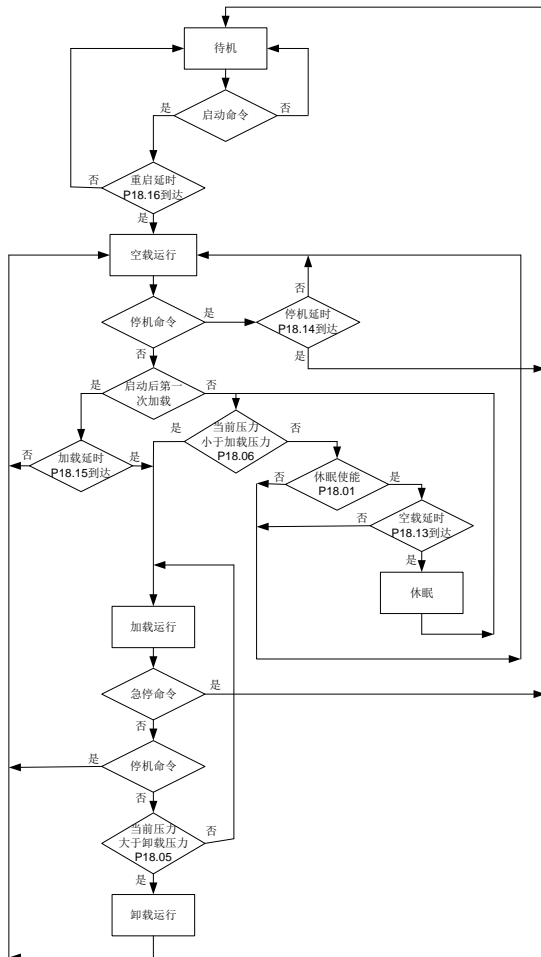 待机
启动命令
是
否
重启延时
P18.16到达
否
是
空载运行
停机命令
是
停机延时
P18.14到达
否
是
否
启动后第一
次加载
是
否
加载延时
P18.15到达
否
是
当前压力
小于加载压力
P18.06
是
否
休眠使能
P18.01
否
是
空载延时
P18.13到达
否
是
休眠
加载运行
急停命令
是
否
停机命令
是
否
当前压力
大于卸载压力
P18.05
否
是
卸载运行